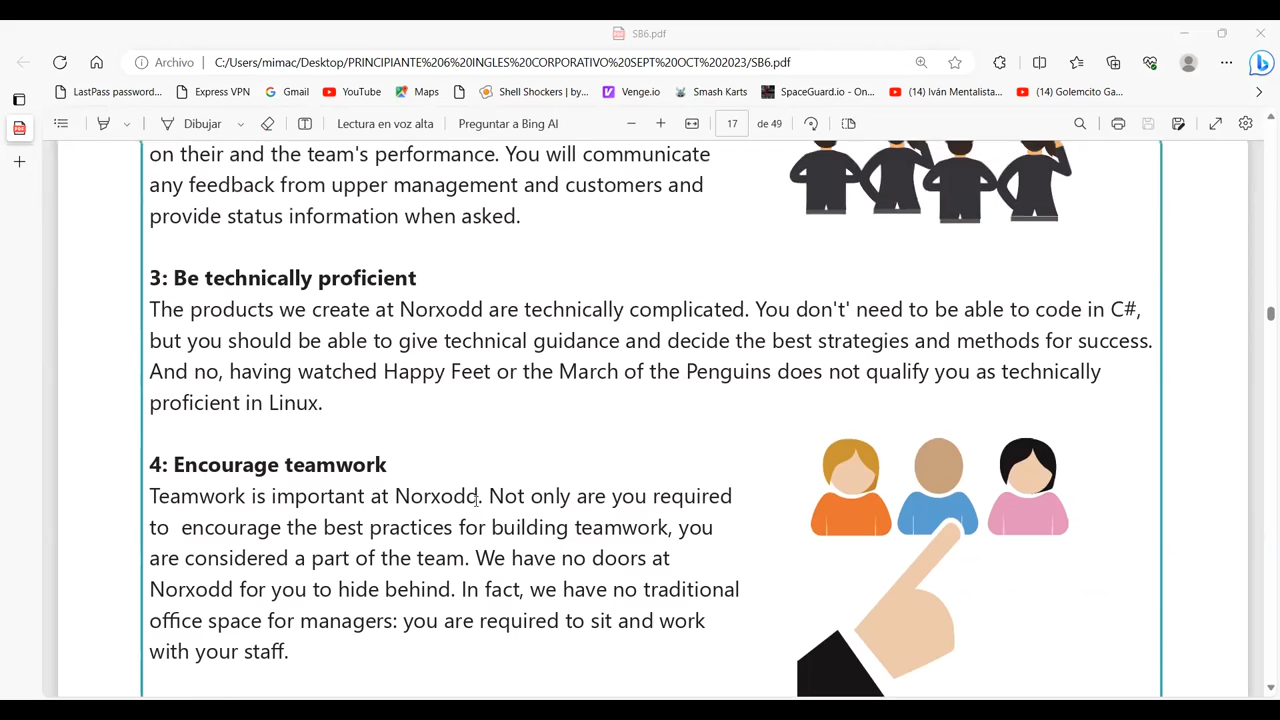 SB6.pdf
Archivo C:/Users/mimac/Desktop/PRINCIPIANTE%206%20INGLES%20CORPORATIVO%20SEPT%20OCT%202023/SB6.pdf
LastPass password... Express VPN Gmail YouTube Maps Shell Shockers | by... Venge.io Smash Karts SpaceGuard.io - On... (14) Iván Mentalista... (14) Golemcito Ga...
Dibujar Lectura en voz alta Preguntar a Bing AI 17 de 49
on their and the team's performance. You will communicate
any feedback from upper management and customers and
provide status information when asked.
3: Be technically proficient
The products we create at Norxodd are technically complicated. You don't' need to be able to code in C#,
but you should be able to give technical guidance and decide the best strategies and methods for success.
And no, having watched Happy Feet or the March of the Penguins does not qualify you as technically
proficient in Linux.
4: Encourage teamwork
Teamwork is important at Norxodd. Not only are you required
to encourage the best practices for building teamwork, you
are considered a part of the team. We have no doors at
Norxodd for you to hide behind. In fact, we have no traditional
office space for managers: you are required to sit and work
with your staff.